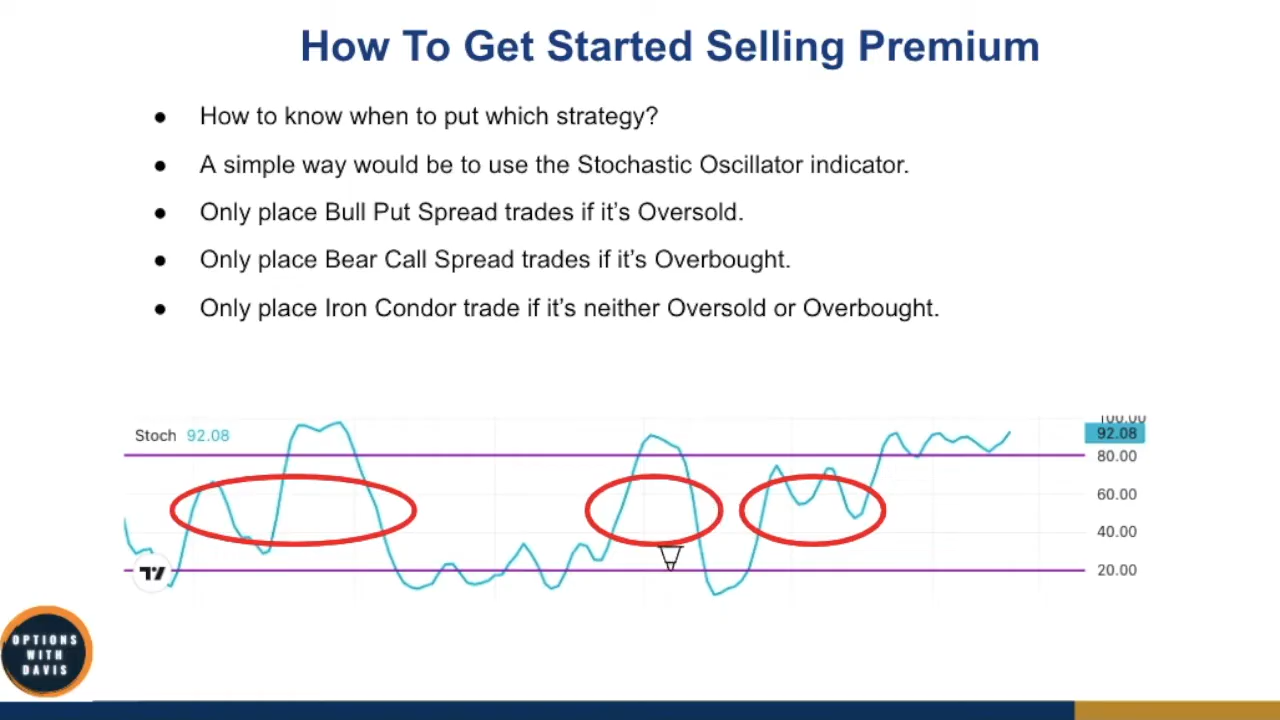 How To Get Started Selling Premium
● How to know when to put which strategy?
● A simple way would be to use the Stochastic Oscillator indicator.
● Only place Bull Put Spread trades if it’s Oversold.
● Only place Bear Call Spread trades if it’s Overbought.
● Only place Iron Condor trade if it’s neither Oversold or Overbought.
Stoch 92.08
100.00
92.08
80.00
60.00
40.00
20.00
OPTIONS
WITH
DAVIS